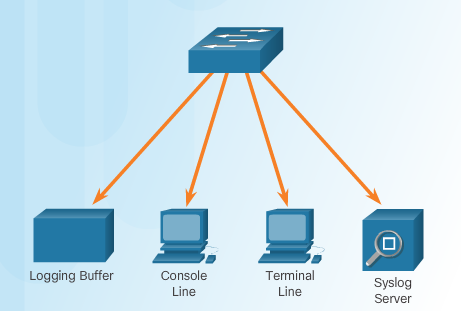 Logging Buffer
Console
Line
Terminal
Line
Syslog
Server